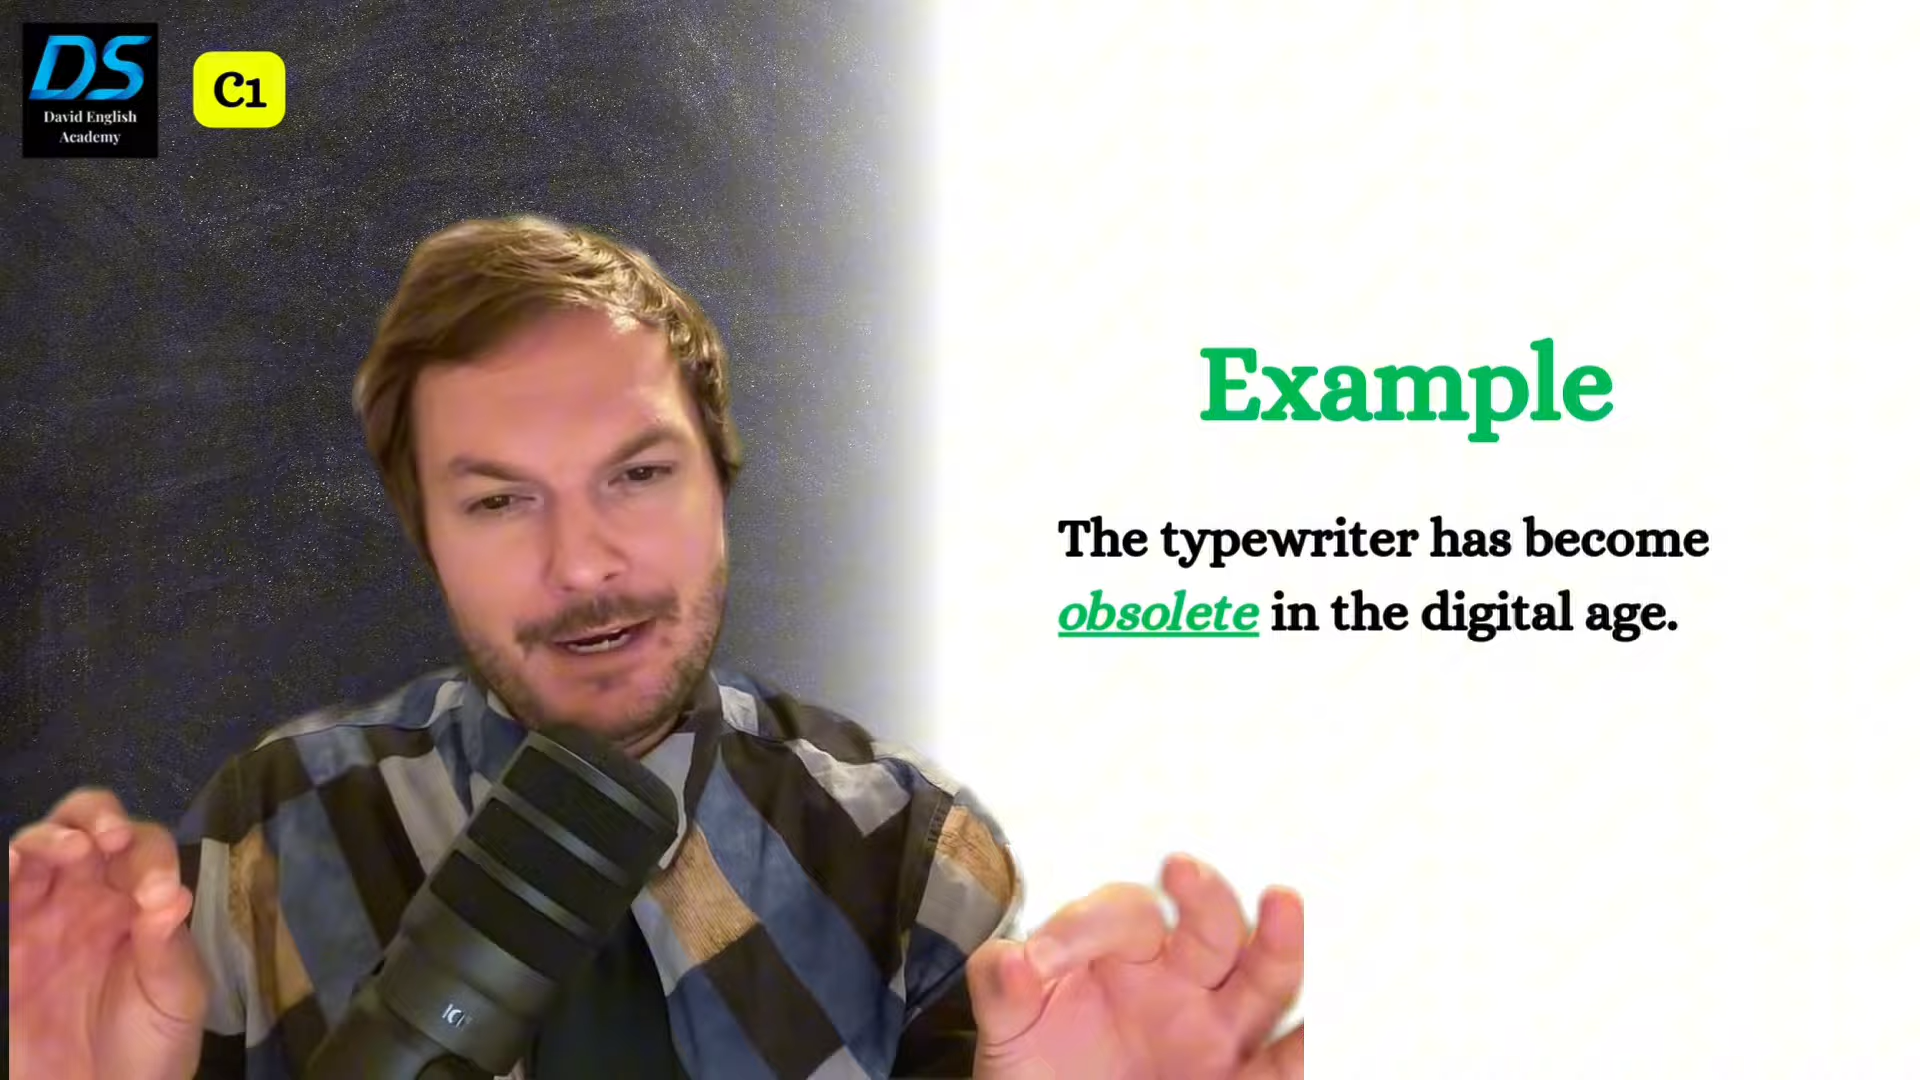 DS
David English
Academy
C1
Example
The typewriter has become
obsolete in the digital age.